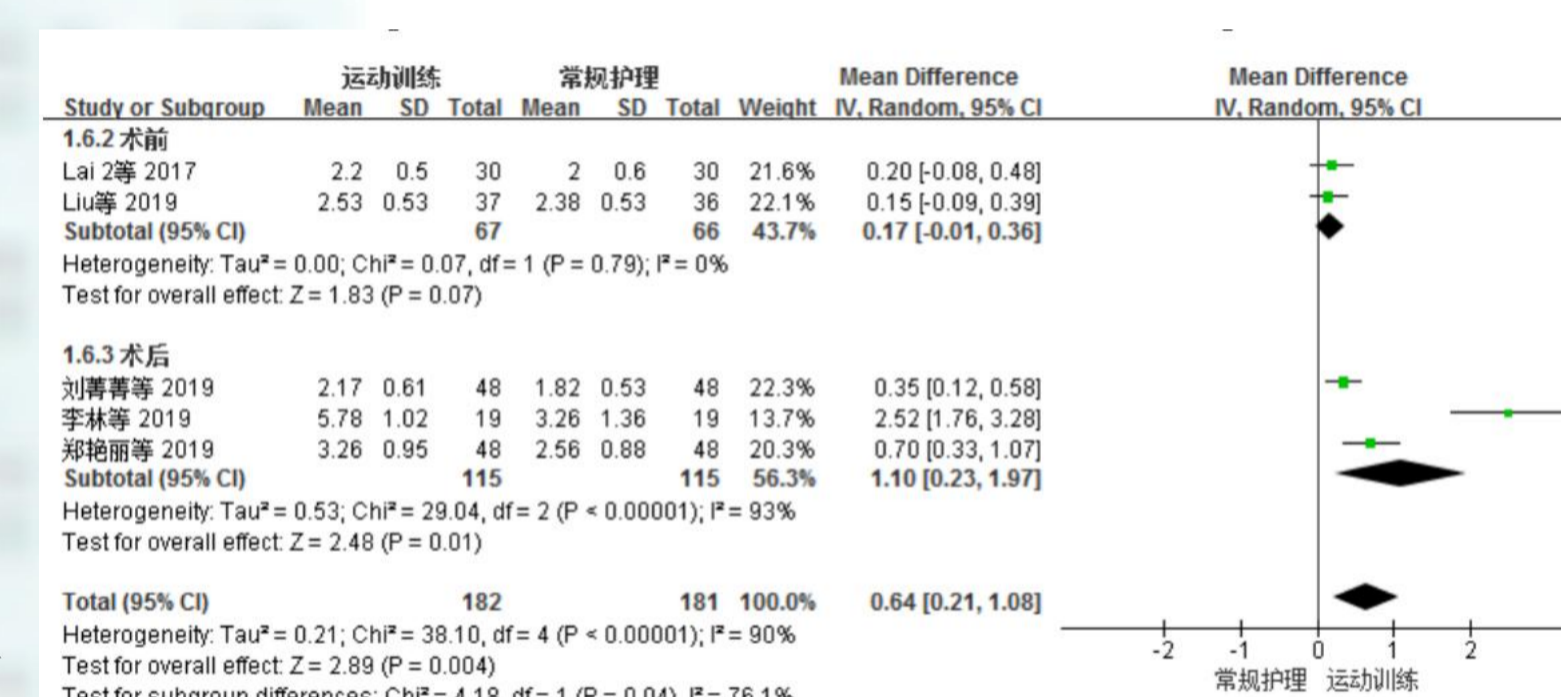 运动训练 常规护理 Mean Difference Mean Difference
Study or Subgroup Mean SD Total Mean SD Total Weight IV, Random, 95% CI IV, Random, 95% CI
1.6.2 术前
Lai 2等 2017 2.2 0.5 30 2 0.6 30 21.6% 0.20 [-0.08, 0.48]
Liu等 2019 2.53 0.53 37 2.38 0.53 36 22.1% 0.15 [-0.09, 0.39]
Subtotal (95% CI) 67 66 43.7% 0.17 [-0.01, 0.36]
Heterogeneity: Tau² = 0.00; Chi² = 0.07, df = 1 (P = 0.79); I² = 0%
Test for overall effect: Z = 1.83 (P = 0.07)
1.6.3 术后
刘菁菁等 2019 2.17 0.61 48 1.82 0.53 48 22.3% 0.35 [0.12, 0.58]
李林等 2019 5.78 1.02 19 3.26 1.36 19 13.7% 2.52 [1.76, 3.28]
郑艳丽等 2019 3.26 0.95 48 2.56 0.88 48 20.3% 0.70 [0.33, 1.07]
Subtotal (95% CI) 115 115 56.3% 1.10 [0.23, 1.97]
Heterogeneity: Tau² = 0.53; Chi² = 29.04, df = 2 (P < 0.00001); I² = 93%
Test for overall effect: Z = 2.48 (P = 0.01)
Total (95% CI) 182 181 100.0% 0.64 [0.21, 1.08]
Heterogeneity: Tau² = 0.21; Chi² = 38.10, df = 4 (P < 0.00001); I² = 90%
Test for overall effect: Z = 2.89 (P = 0.004)
Test for subgroup differences: Chi² = 4.18, df = 1 (P = 0.04), I² = 76.1%
-2 -1 0 1 2
常规护理 运动训练